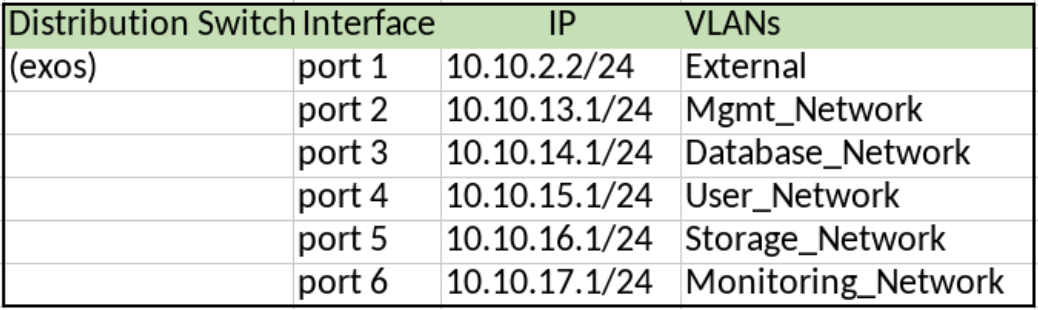 Distribution Switch Interface IP VLANs
(exos) port 1 10.10.2.2/24 External
port 2 10.10.13.1/24 Mgmt_Network
port 3 10.10.14.1/24 Database_Network
port 4 10.10.15.1/24 User_Network
port 5 10.10.16.1/24 Storage_Network
port 6 10.10.17.1/24 Monitoring_Network